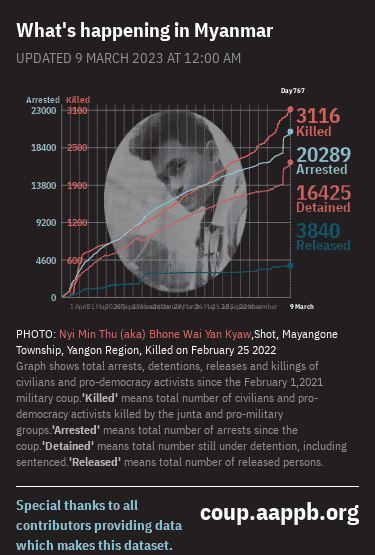 What's happening in Myanmar
UPDATED 9 MARCH 2023 AT 12:00 AM
Day767
Arrested Killed
23000 3100
3116
Killed
18400 2500
20289
Arrested
13800 1900
16425
Detained
9200 1200
3840
Released
4600 600
0
1 April
9 March
PHOTO: Nyi Min Thu (aka) Bhone Wai Yan Kyaw,Shot, Mayangone
Township, Yangon Region, Killed on February 25 2022
Graph shows total arrests, detentions, releases and killings of
civilians and pro-democracy activists since the February 1,2021
military coup.'Killed' means total number of civilians and pro-
democracy activists killed by the junta and pro-military
groups.'Arrested' means total number of arrests since the
coup.'Detained' means total number still under detention, including
sentenced.'Released' means total number of released persons.
Special thanks to all
contributors providing data
which makes this dataset.
coup.aappb.org